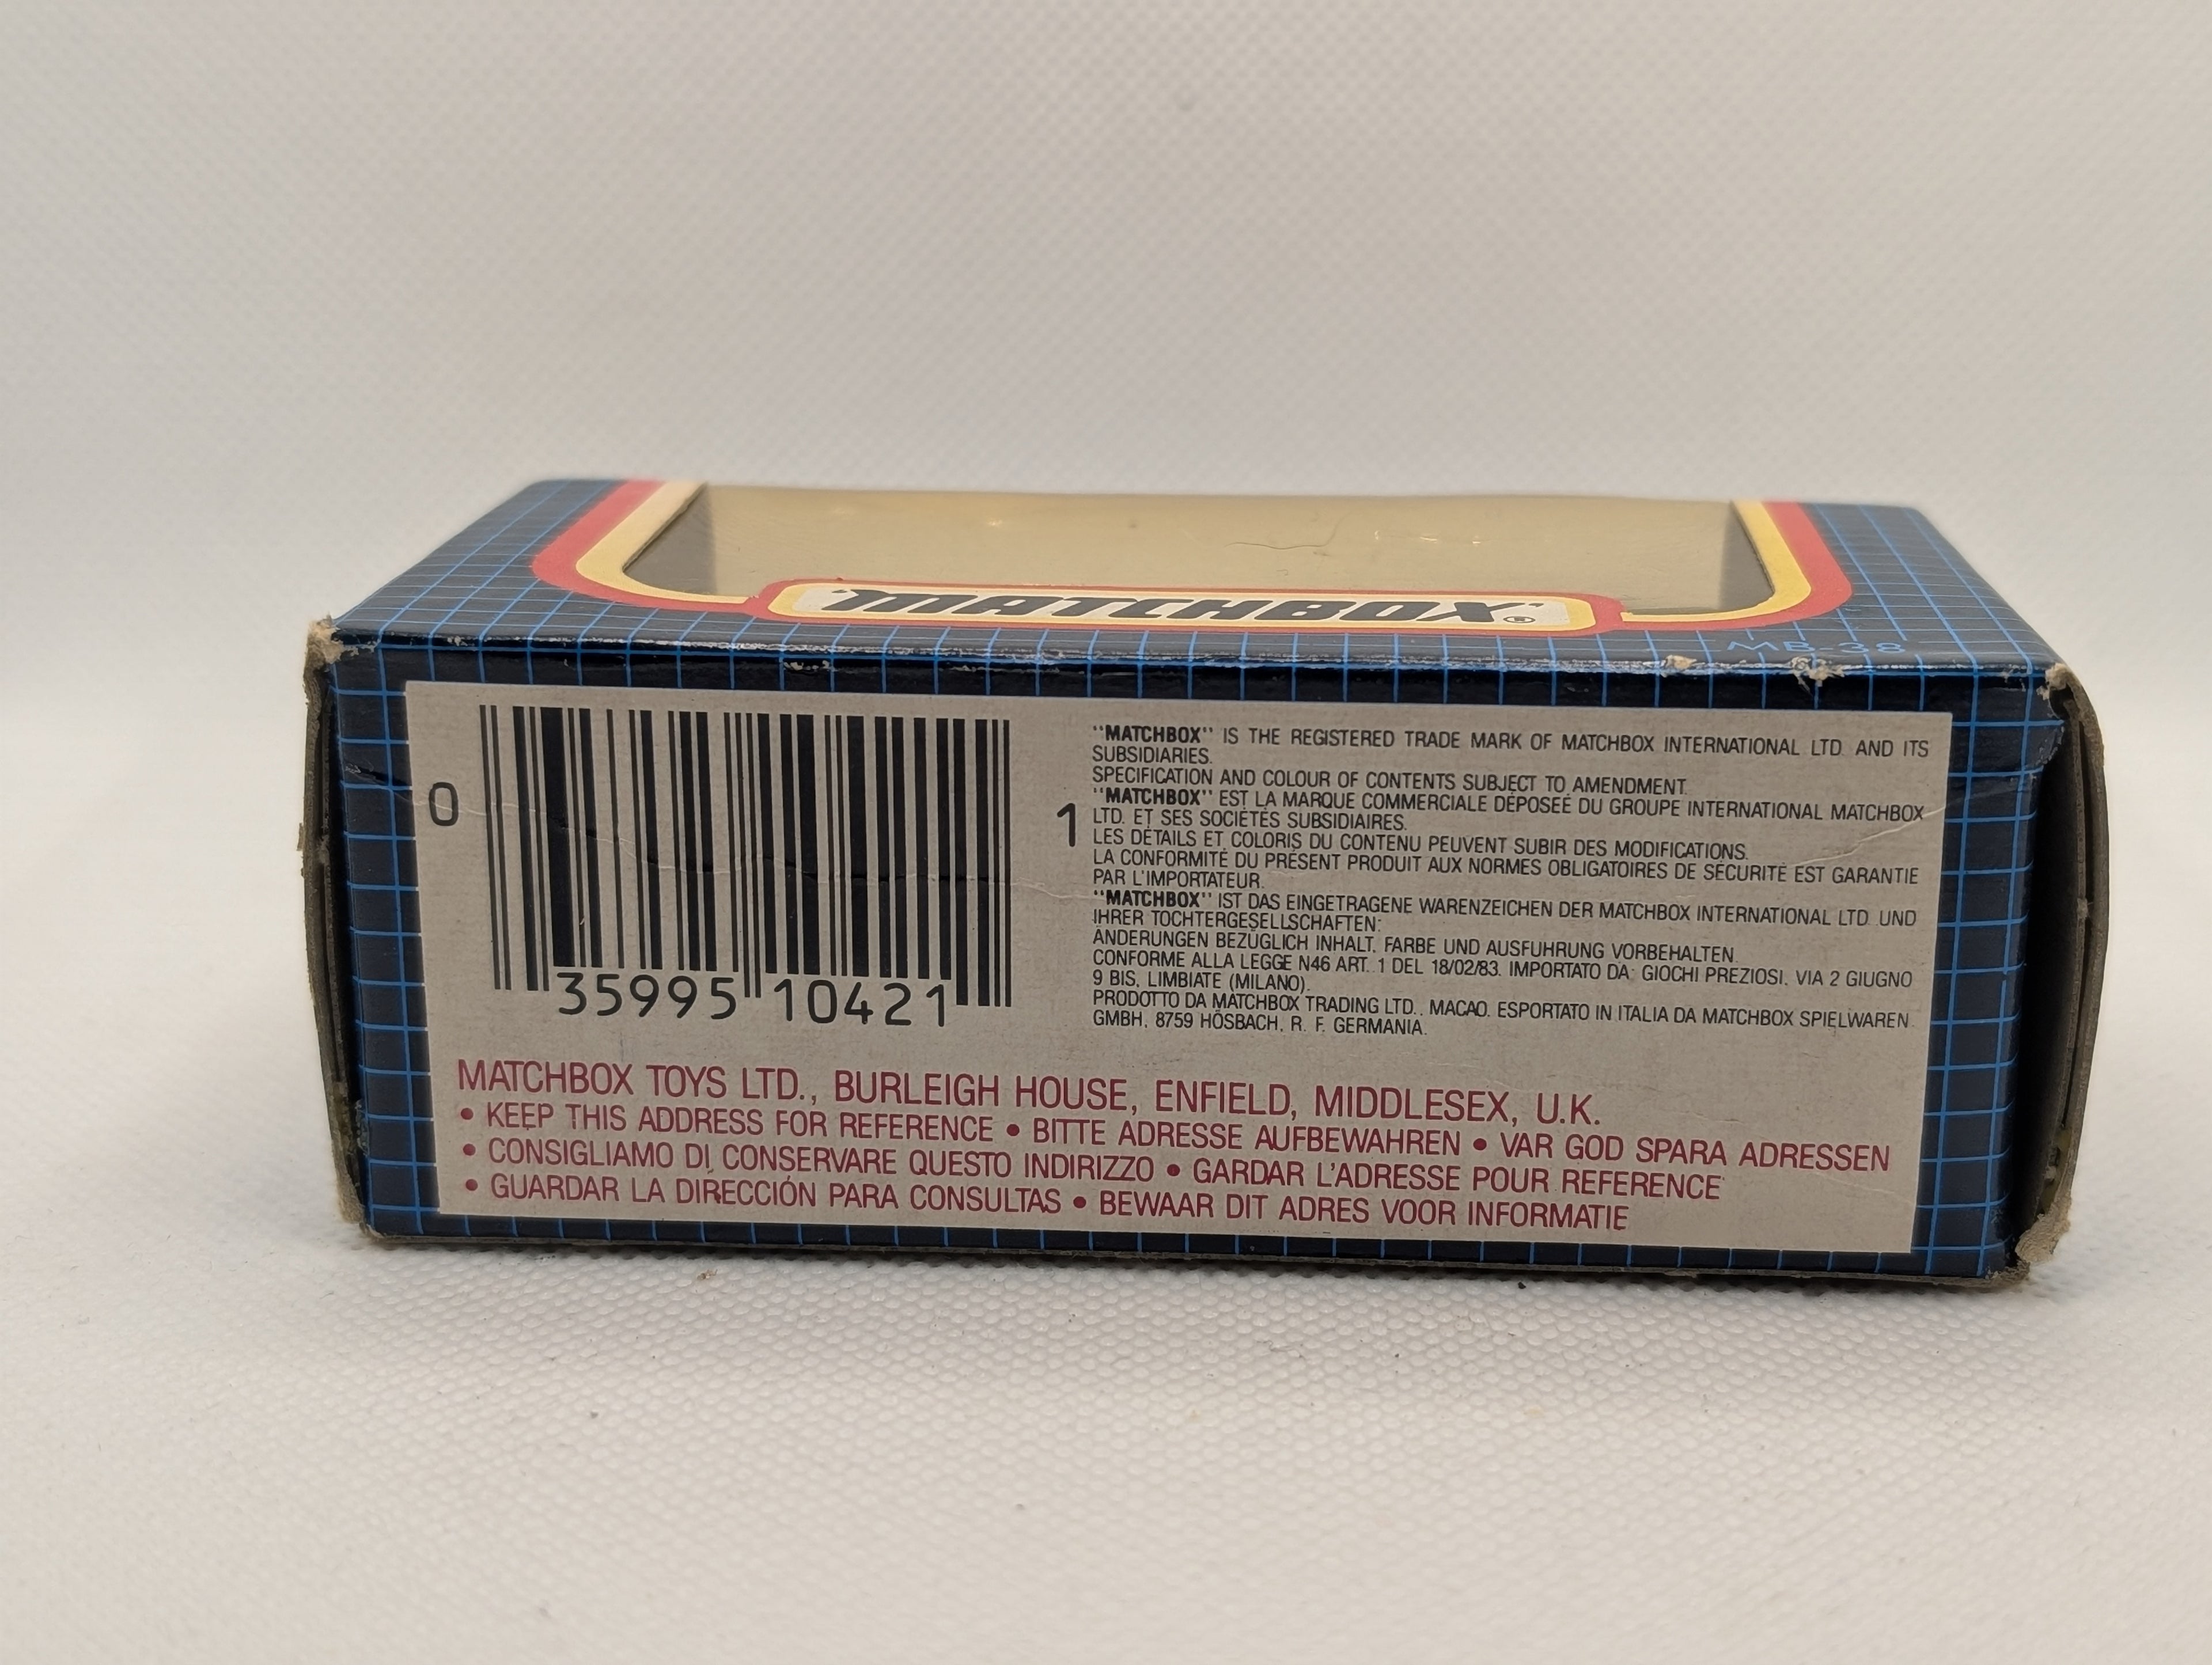 "MATCHBOX"®
MB-38
0
35995 10421
1
"MATCHBOX" IS THE REGISTERED TRADE MARK OF MATCHBOX INTERNATIONAL LTD. AND ITS
SUBSIDIARIES.
SPECIFICATION AND COLOUR OF CONTENTS SUBJECT TO AMENDMENT.
"MATCHBOX" EST LA MARQUE COMMERCIALE DÉPOSEÉ DU GROUPE INTERNATIONAL MATCHBOX
LTD. ET SES SOCIÉTÉS SUBSIDIAIRES.
LES DÉTAILS ET COLORIS DU CONTENU PEUVENT SUBIR DES MODIFICATIONS.
LA CONFORMITÉ DU PRÉSENT PRODUIT AUX NORMES OBLIGATOIRES DE SÉCURITÉ EST GARANTIE
PAR L'IMPORTATEUR.
"MATCHBOX" IST DAS EINGETRAGENE WARENZEICHEN DER MATCHBOX INTERNATIONAL LTD. UND
IHRER TOCHTERGESELLSCHAFTEN:
ÄNDERUNGEN BEZÜGLICH INHALT, FARBE UND AUSFUHRUNG VORBEHALTEN.
CONFORME ALLA LEGGE N46 ART. 1 DEL 18/02/83. IMPORTATO DA: GIOCHI PREZIOSI, VIA 2 GIUGNO
9 BIS, LIMBIATE (MILANO).
PRODOTTO DA MATCHBOX TRADING LTD., MACAO. ESPORTATO IN ITALIA DA MATCHBOX SPIELWAREN
GMBH, 8759 HÖSBACH, R. F. GERMANIA.
MATCHBOX TOYS LTD., BURLEIGH HOUSE, ENFIELD, MIDDLESEX, U.K.
• KEEP THIS ADDRESS FOR REFERENCE • BITTE ADRESSE AUFBEWAHREN • VAR GOD SPARA ADRESSEN
• CONSIGLIAMO DI CONSERVARE QUESTO INDIRIZZO • GARDAR L'ADRESSE POUR REFERENCE
• GUARDAR LA DIRECCIÓN PARA CONSULTAS • BEWAAR DIT ADRES VOOR INFORMATIE